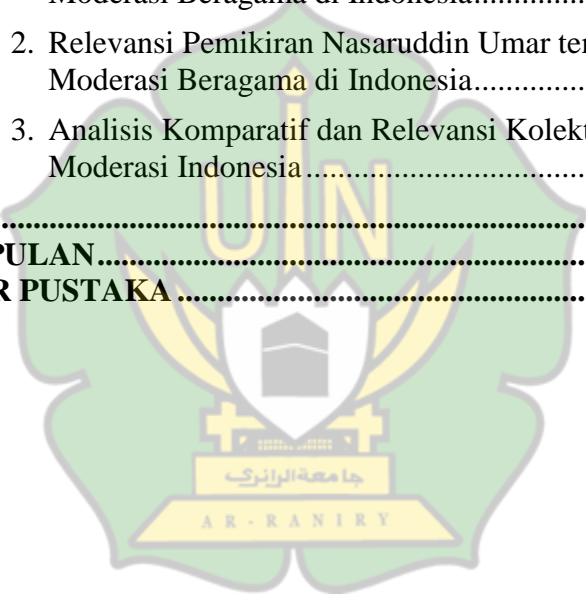 Moderasi Beragama di Indonesia................
2. Relevansi Pemikiran Nasaruddin Umar ter
Moderasi Beragama di Indonesia................
3. Analisis Komparatif dan Relevansi Kolekt
Moderasi Indonesia....................................
................................................................
PULAN................................................................
R PUSTAKA................................................................
UIN
جامعة الرانري
AR-RANIRY